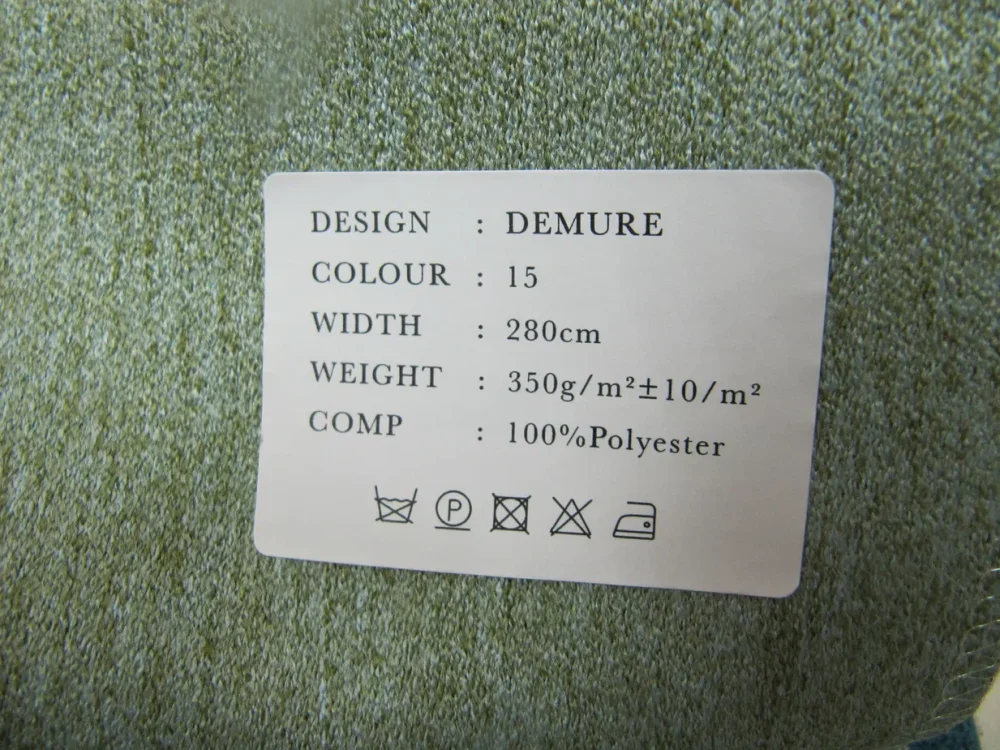 DESIGN : DEMURE
COLOUR : 15
WIDTH : 280cm
WEIGHT : 350g/m²±10/m²
COMP : 100%Polyester
P